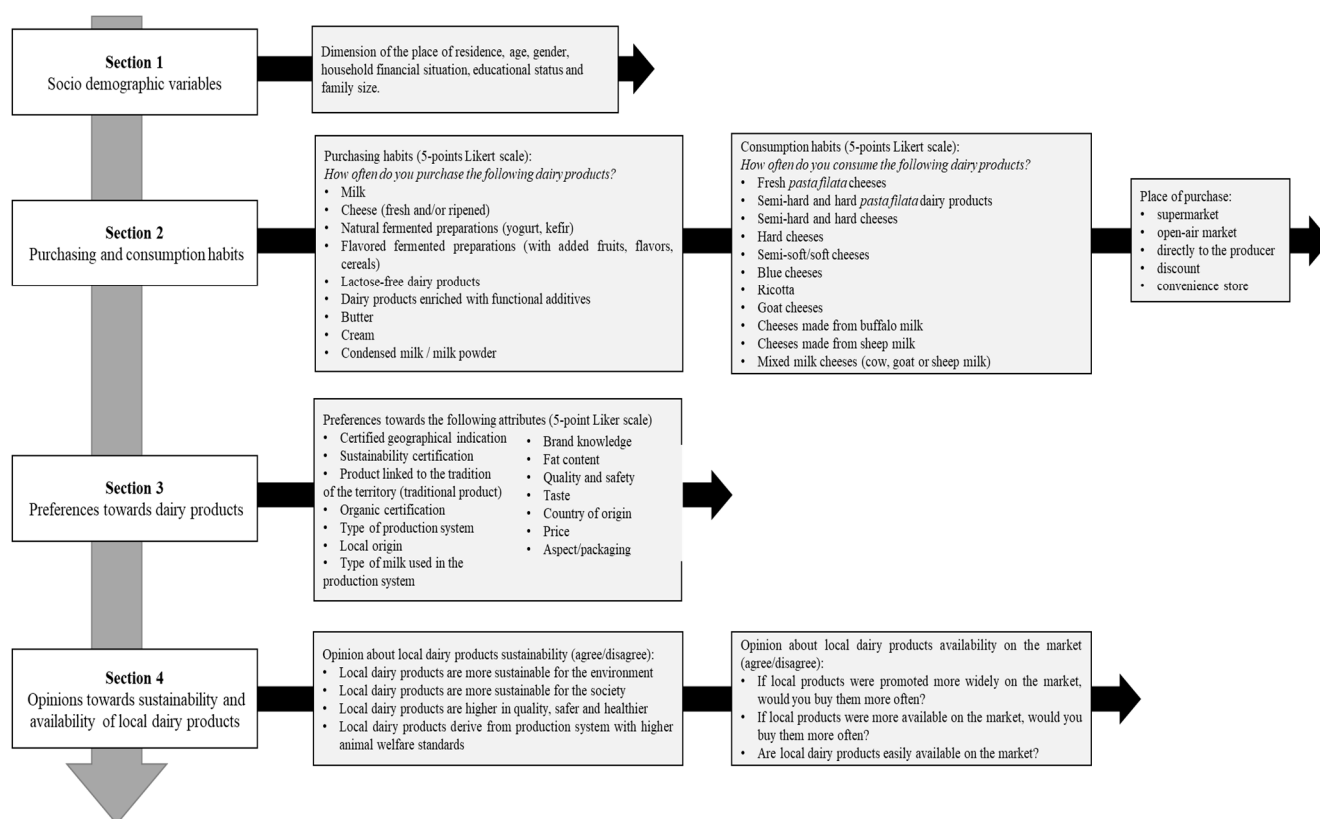 Section 1
Socio demographic variables
Dimension of the place of residence, age, gender,
household financial situation, educational status and
family size.
Section 2
Purchasing and consumption habits
Purchasing habits (5-points Likert scale):
How often do you purchase the following dairy products?
• Milk
• Cheese (fresh and/or ripened)
• Natural fermented preparations (yogurt, kefir)
• Flavored fermented preparations (with added fruits, flavors,
cereals)
• Lactose-free dairy products
• Dairy products enriched with functional additives
• Butter
• Cream
• Condensed milk / milk powder
Consumption habits (5-points Likert scale):
How often do you consume the following dairy products?
• Fresh pasta filata cheeses
• Semi-hard and hard pasta filata dairy products
• Semi-hard and hard cheeses
• Hard cheeses
• Semi-soft/soft cheeses
• Blue cheeses
• Ricotta
• Goat cheeses
• Cheeses made from buffalo milk
• Cheeses made from sheep milk
• Mixed milk cheeses (cow, goat or sheep milk)
Place of purchase:
• supermarket
• open-air market
• directly to the producer
• discount
• convenience store
Section 3
Preferences towards dairy products
Preferences towards the following attributes (5-point Liker scale)
• Certified geographical indication
• Sustainability certification
• Product linked to the tradition
of the territory (traditional product)
• Organic certification
• Type of production system
• Local origin
• Type of milk used in the
production system
• Brand knowledge
• Fat content
• Quality and safety
• Taste
• Country of origin
• Price
• Aspect/packaging
Section 4
Opinions towards sustainability and
availability of local dairy products
Opinion about local dairy products sustainability (agree/disagree):
• Local dairy products are more sustainable for the environment
• Local dairy products are more sustainable for the society
• Local dairy products are higher in quality, safer and healthier
• Local dairy products derive from production system with higher
animal welfare standards
Opinion about local dairy products availability on the market
(agree/disagree):
• If local products were promoted more widely on the market,
would you buy them more often?
• If local products were more available on the market, would you
buy them more often?
• Are local dairy products easily available on the market?